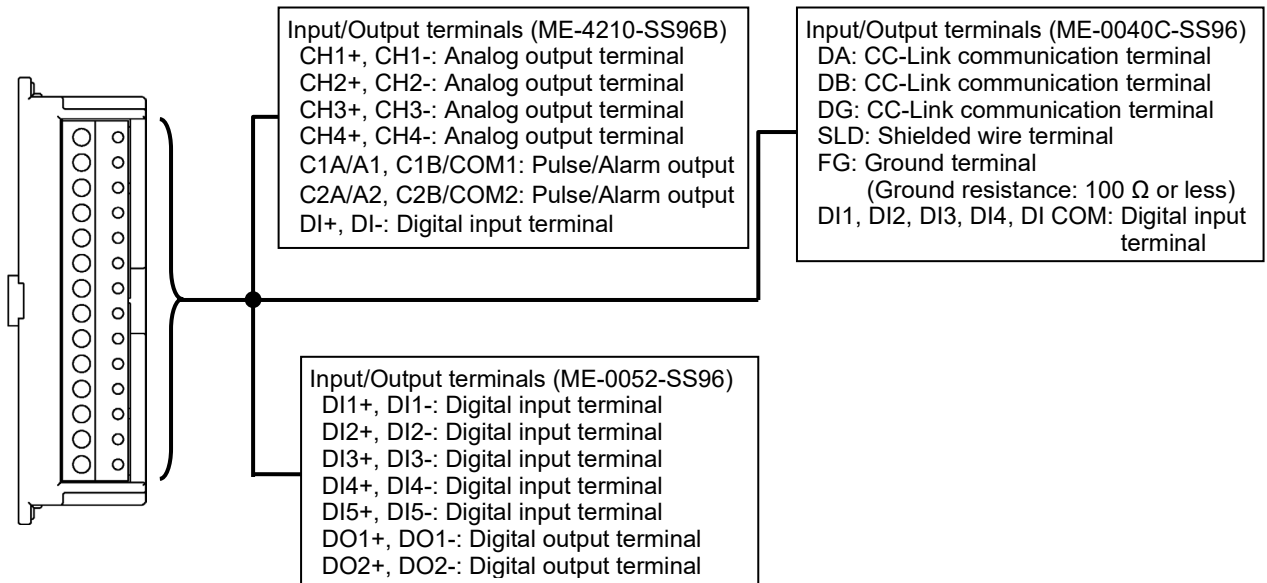 Input/Output terminals (ME-4210-SS96B)
CH1+, CH1-: Analog output terminal
CH2+, CH2-: Analog output terminal
CH3+, CH3-: Analog output terminal
CH4+, CH4-: Analog output terminal
C1A/A1, C1B/COM1: Pulse/Alarm output
C2A/A2, C2B/COM2: Pulse/Alarm output
DI+, DI-: Digital input terminal
Input/Output terminals (ME-0040C-SS96)
DA: CC-Link communication terminal
DB: CC-Link communication terminal
DG: CC-Link communication terminal
SLD: Shielded wire terminal
FG: Ground terminal
(Ground resistance: 100 Ω or less)
DI1, DI2, DI3, DI4, DI COM: Digital input
terminal
Input/Output terminals (ME-0052-SS96)
DI1+, DI1-: Digital input terminal
DI2+, DI2-: Digital input terminal
DI3+, DI3-: Digital input terminal
DI4+, DI4-: Digital input terminal
DI5+, DI5-: Digital input terminal
DO1+, DO1-: Digital output terminal
DO2+, DO2-: Digital output terminal